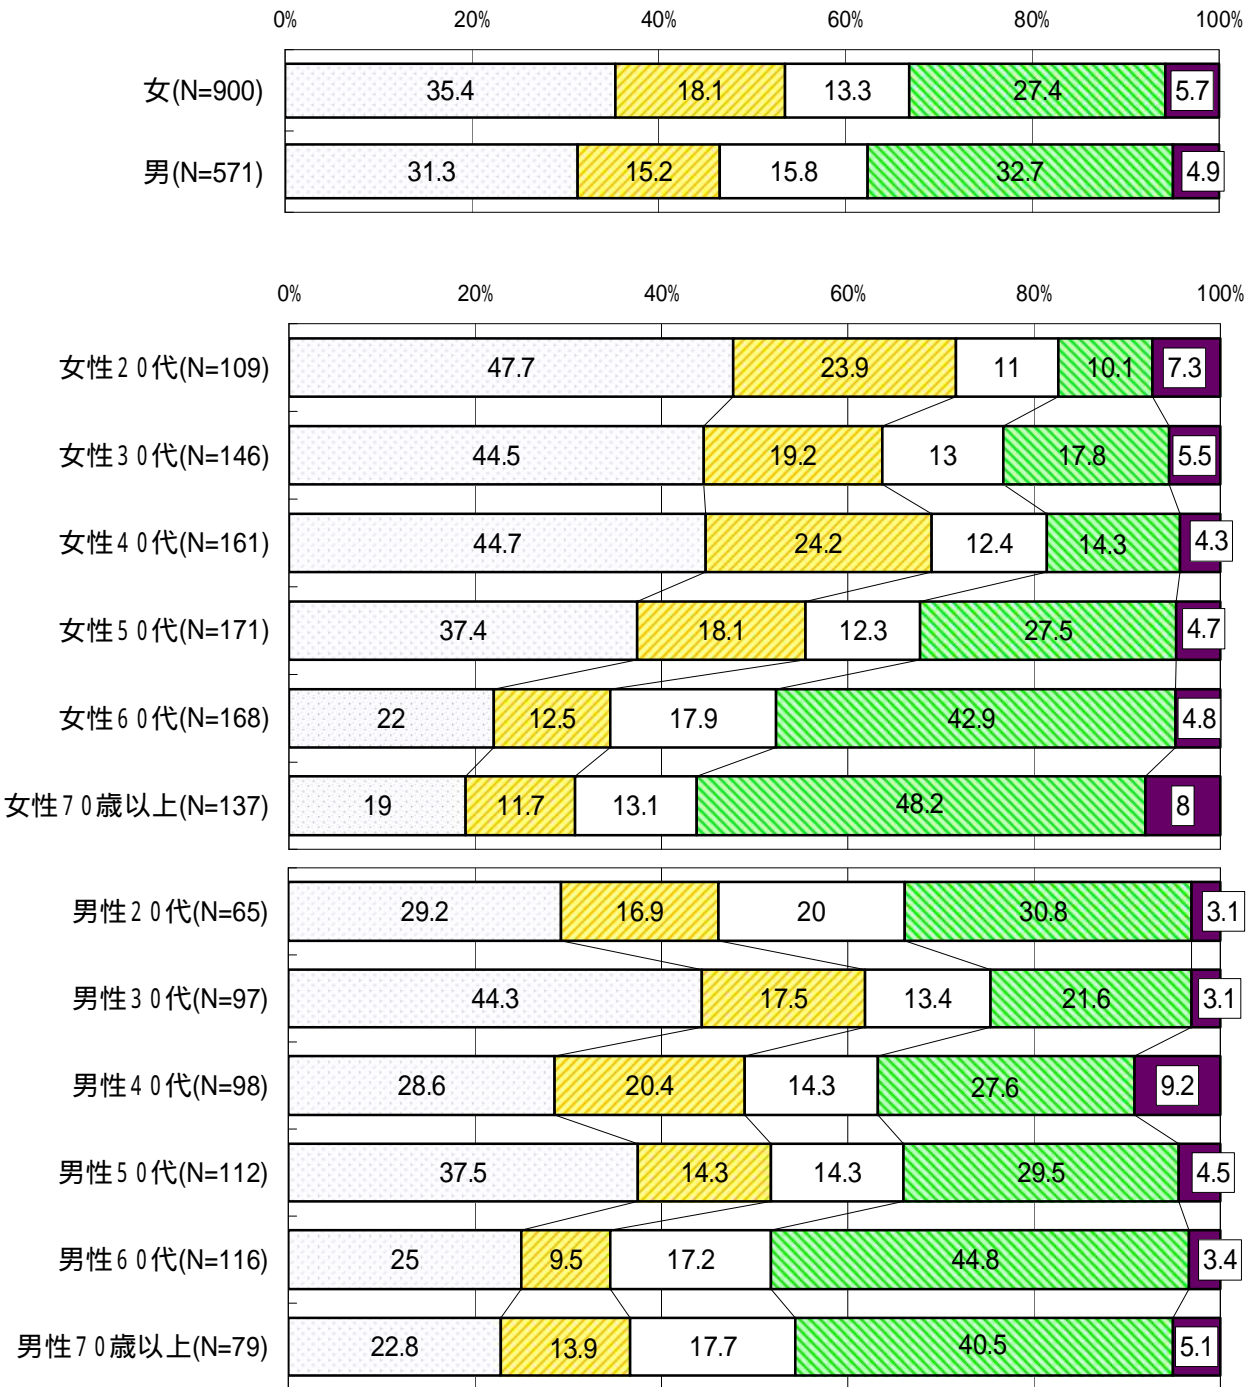 0% 20% 40% 60% 80% 100%
女(N=900) 35.4 18.1 13.3 27.4 5.7
男(N=571) 31.3 15.2 15.8 32.7 4.9
0% 20% 40% 60% 80% 100%
女性20代(N=109) 47.7 23.9 11 10.1 7.3
女性30代(N=146) 44.5 19.2 13 17.8 5.5
女性40代(N=161) 44.7 24.2 12.4 14.3 4.3
女性50代(N=171) 37.4 18.1 12.3 27.5 4.7
女性60代(N=168) 22 12.5 17.9 42.9 4.8
女性70歳以上(N=137) 19 11.7 13.1 48.2 8
男性20代(N=65) 29.2 16.9 20 30.8 3.1
男性30代(N=97) 44.3 17.5 13.4 21.6 3.1
男性40代(N=98) 28.6 20.4 14.3 27.6 9.2
男性50代(N=112) 37.5 14.3 14.3 29.5 4.5
男性60代(N=116) 25 9.5 17.2 44.8 3.4
男性70歳以上(N=79) 22.8 13.9 17.7 40.5 5.1